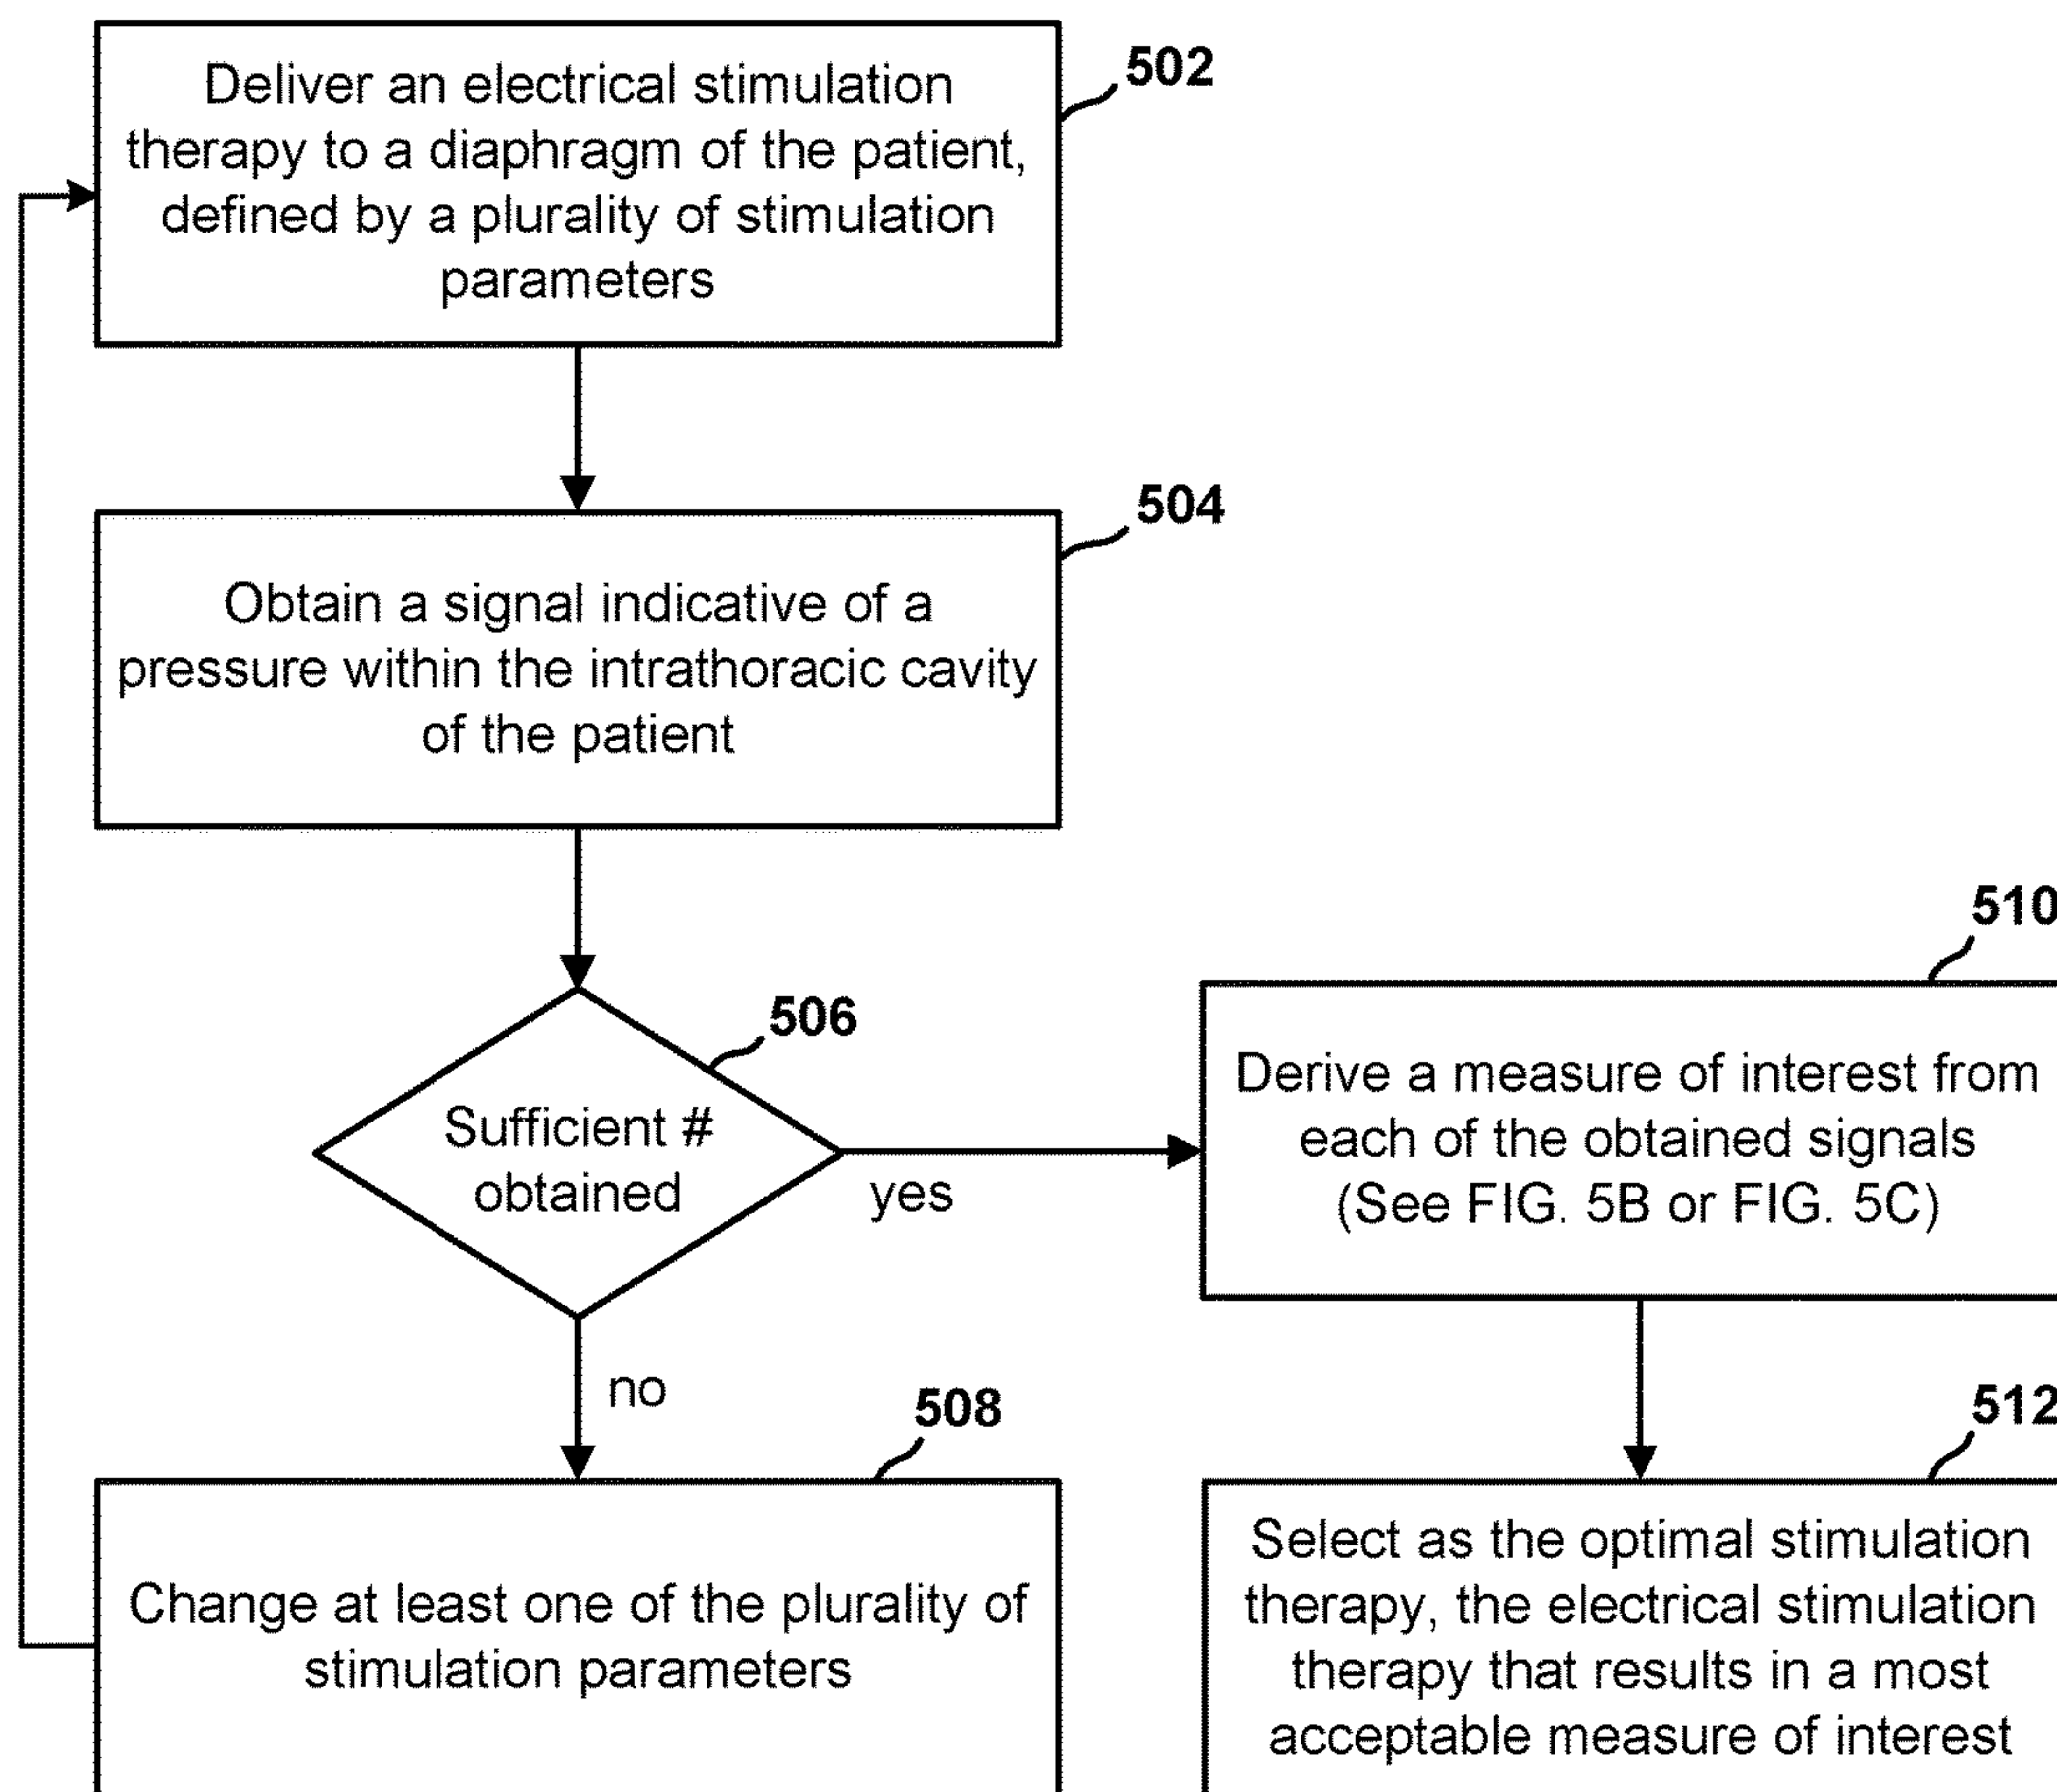 Deliver an electrical stimulation
therapy to a diaphragm of the patient,
defined by a plurality of stimulation
parameters
502
Obtain a signal indicative of a
pressure within the intrathoracic cavity
of the patient
504
Sufficient #
obtained
506
yes
no
Change at least one of the plurality of
stimulation parameters
508
Derive a measure of interest from
each of the obtained signals
(See FIG. 5B or FIG. 5C)
510
Select as the optimal stimulation
therapy, the electrical stimulation
therapy that results in a most
acceptable measure of interest
512